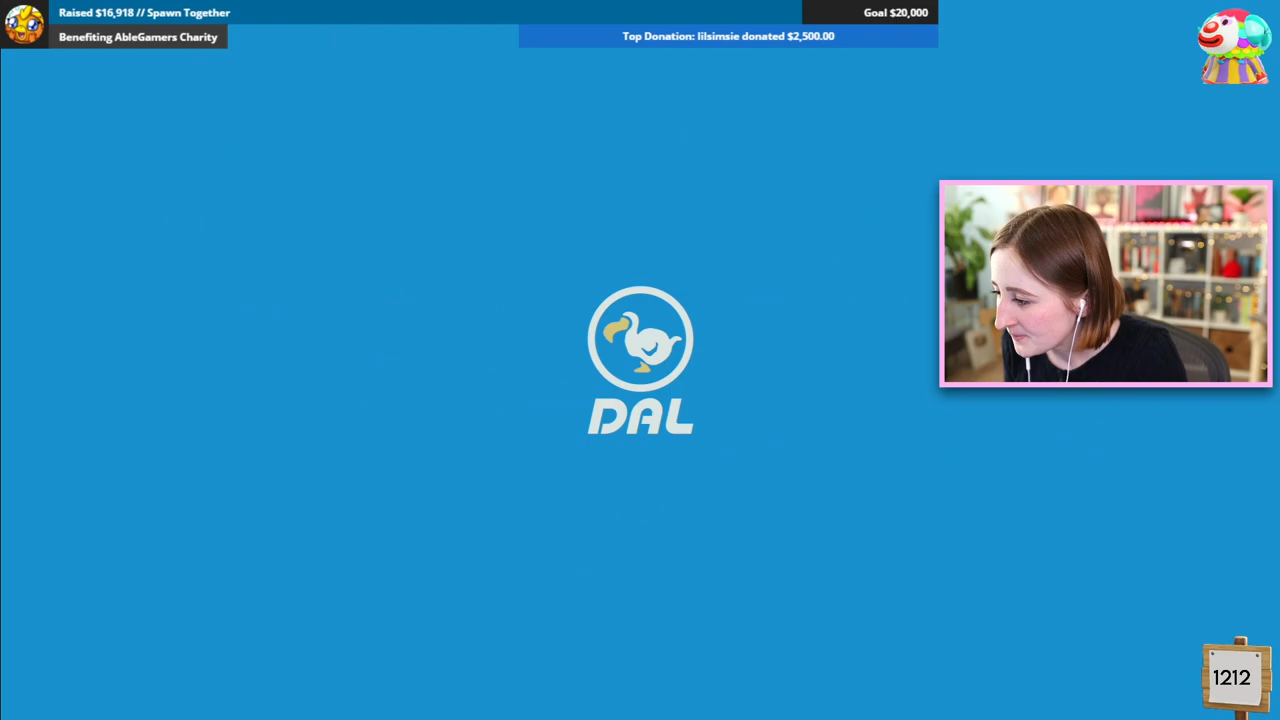 Raised $16,918 // Spawn Together
Goal $20,000
Benefiting AbleGamers Charity
Top Donation: lilsimsie donated $2,500.00
DAL
1212